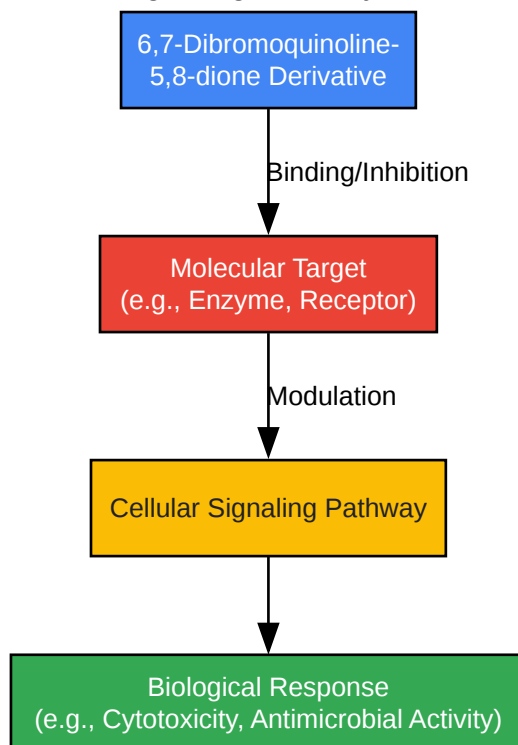 6,7-Dibromoquinoline-
5,8-dione Derivative
Binding/Inhibition
Molecular Target
(e.g., Enzyme, Receptor)
Modulation
Cellular Signaling Pathway
Biological Response
(e.g., Cytotoxicity, Antimicrobial Activity)